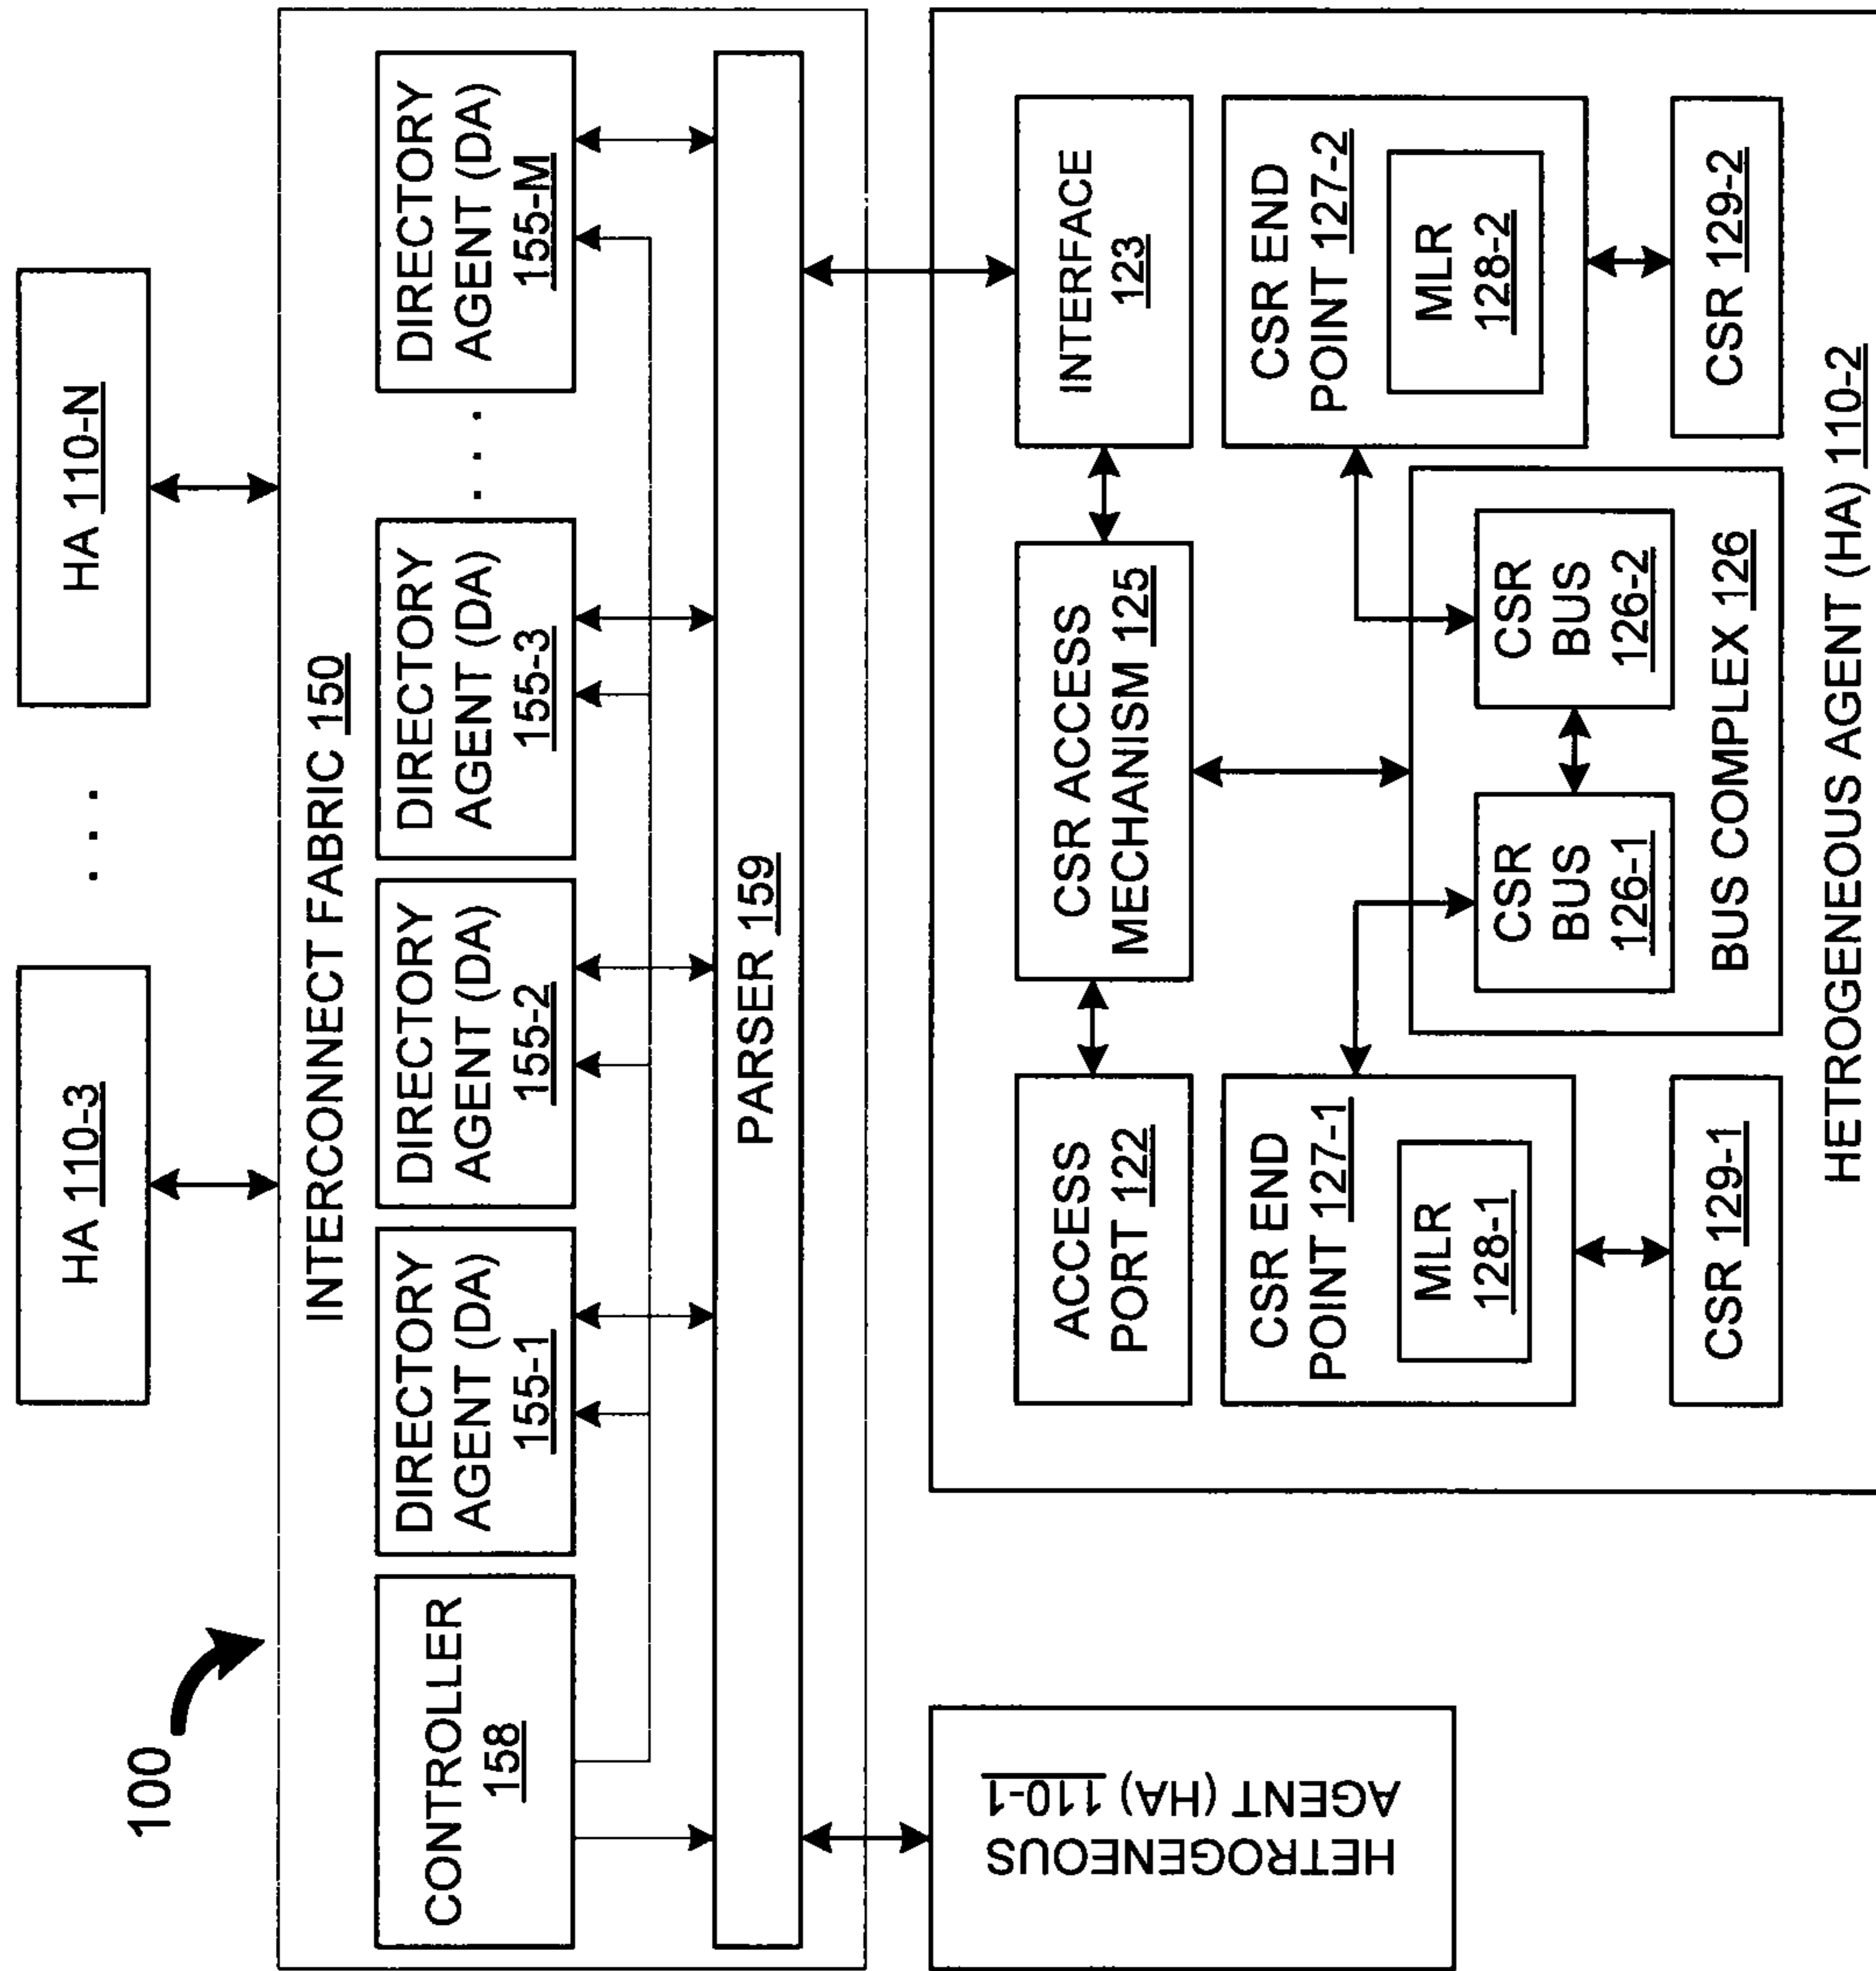 100
HA 110-3
. . .
HA 110-N
INTERCONNECT FABRIC 150
CONTROLLER
158
DIRECTORY
AGENT (DA)
155-1
DIRECTORY
AGENT (DA)
155-2
DIRECTORY
AGENT (DA)
155-3
. . .
DIRECTORY
AGENT (DA)
155-M
PARSER 159
HETROGENEOUS
AGENT (HA) 110-1
ACCESS
PORT 122
CSR ACCESS
MECHANISM 125
INTERFACE
123
CSR END
POINT 127-1
MLR
128-1
CSR 129-1
CSR
BUS
126-1
CSR
BUS
126-2
BUS COMPLEX 126
CSR END
POINT 127-2
MLR
128-2
CSR 129-2
HETROGENEOUS AGENT (HA) 110-2